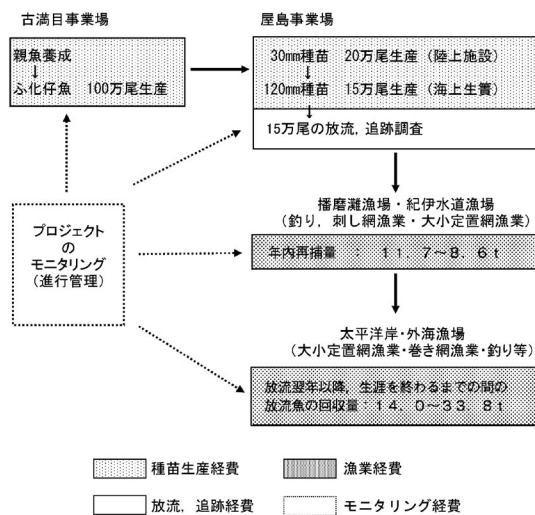 古満目事業場
親魚養成
↓
ふ化仔魚 100万尾生産
屋島事業場
30mm種苗 20万尾生産（陸上施設）
↓
120mm種苗 15万尾生産（海上生簀）
↓
15万尾の放流，追跡調査
播磨灘漁場・紀伊水道漁場
（釣り，刺し網漁業・大小定置網漁業）
年内再捕量 ： 11．7～8．6t
プロジェクト
の
モニタリング
（進行管理）
太平洋岸・外海漁場
（大小定置網漁業・巻き網漁業・釣り等）
放流翌年以降，生涯を終わるまでの間の
放流魚の回収量：14．0～33．8t
種苗生産経費
漁業経費
放流，追跡経費
モニタリング経費